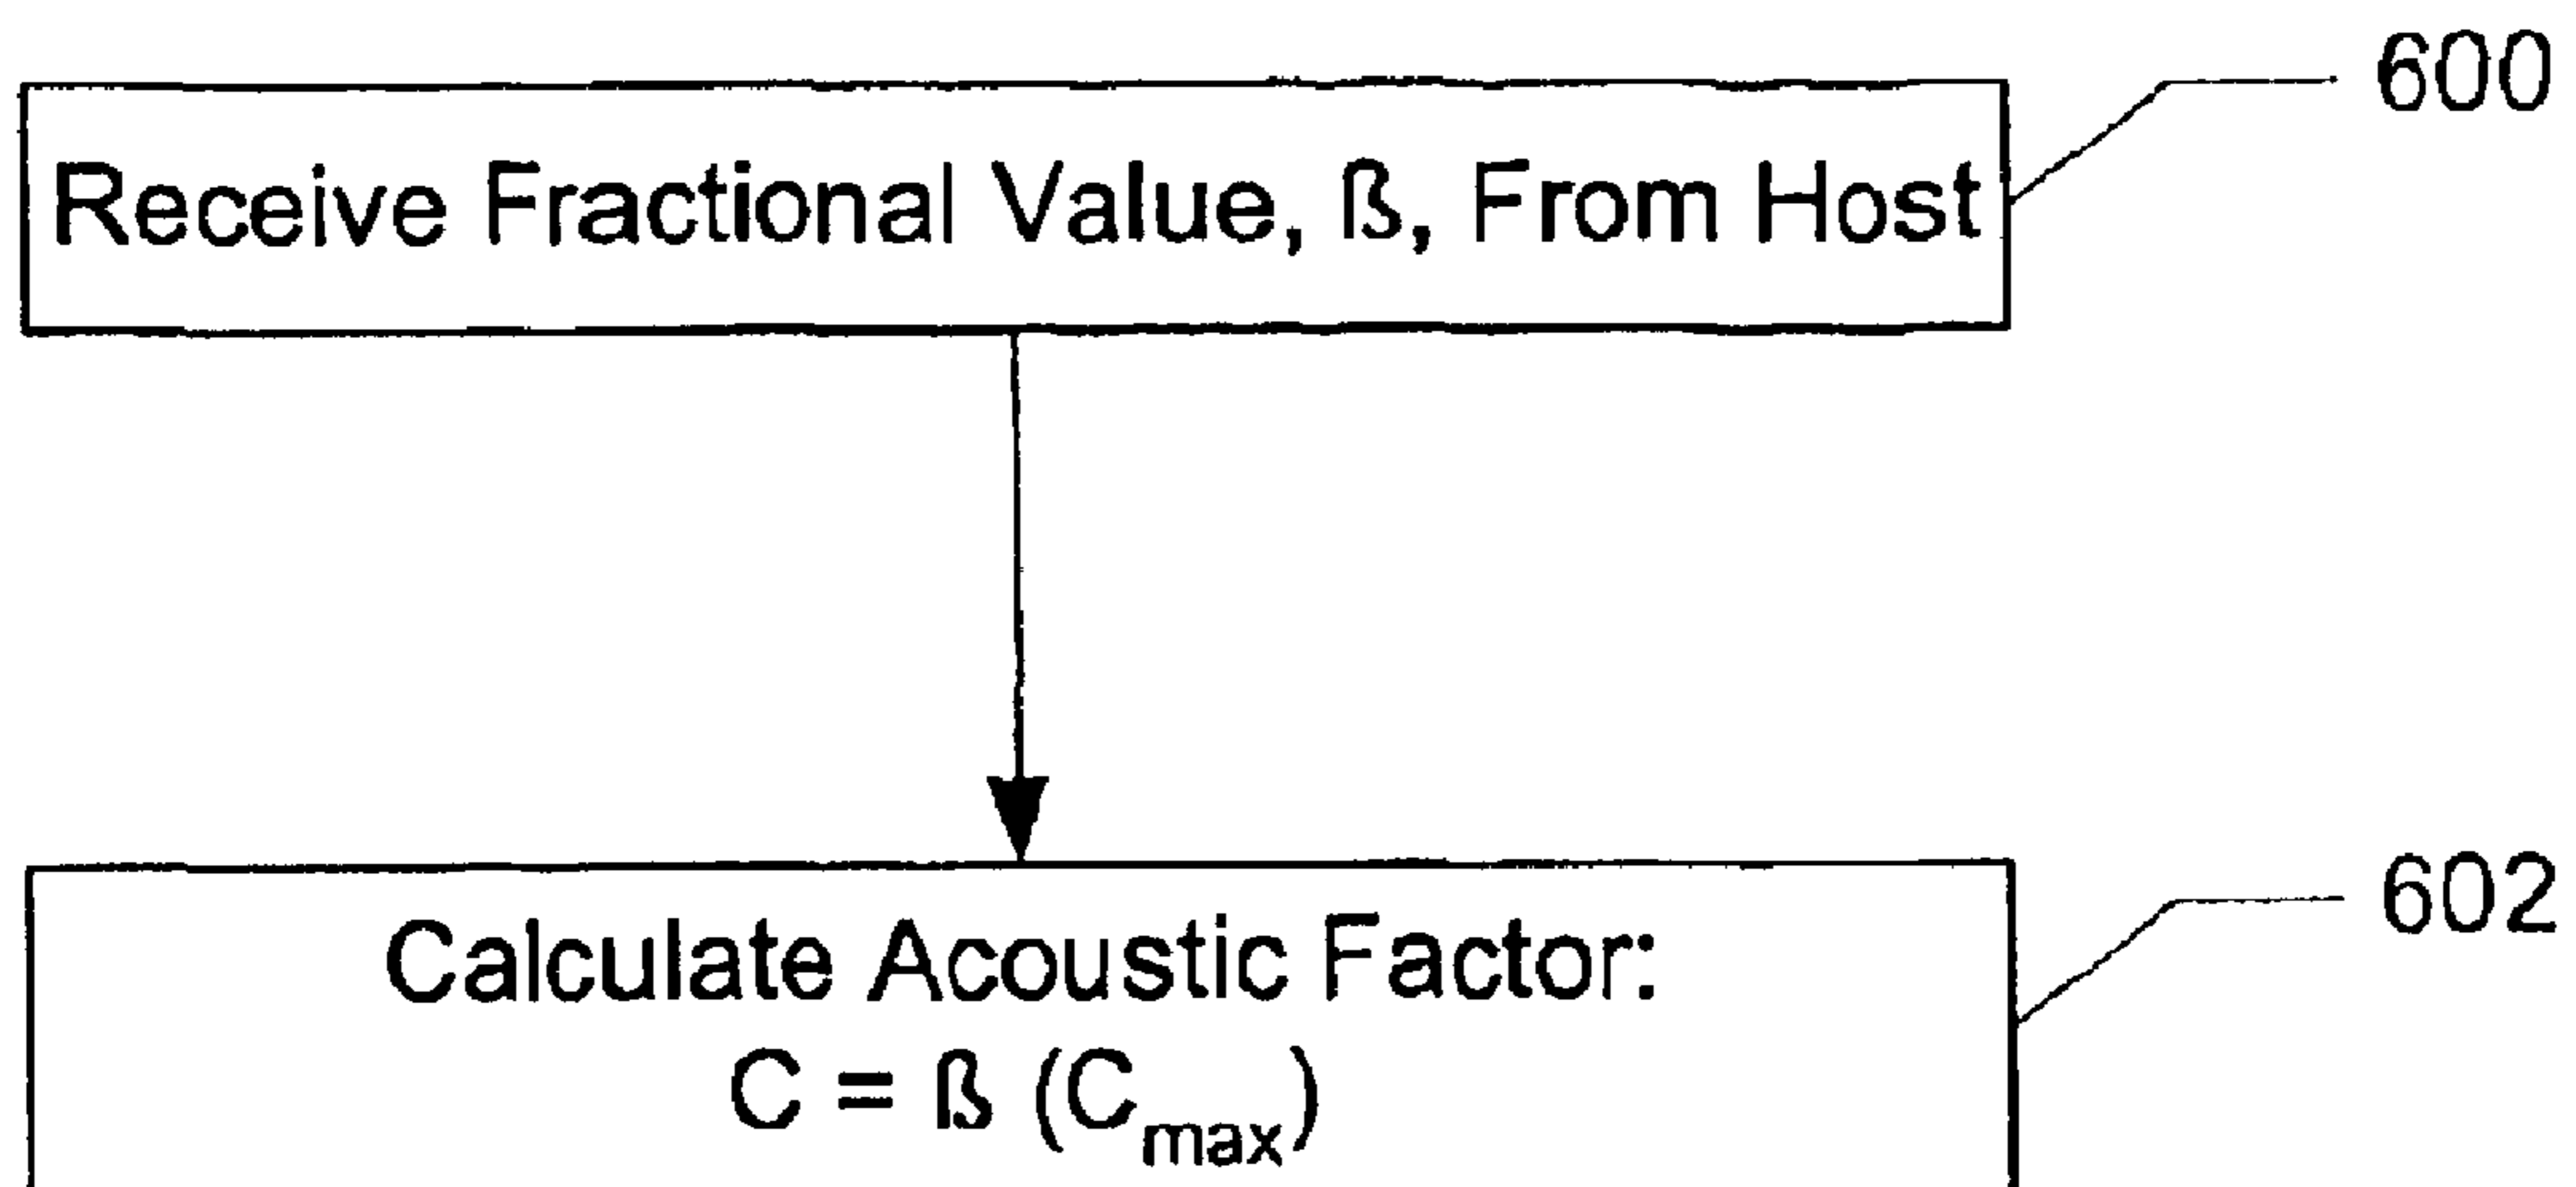 600
Receive Fractional Value, ß, From Host
602
Calculate Acoustic Factor:
C = ß (Cmax)